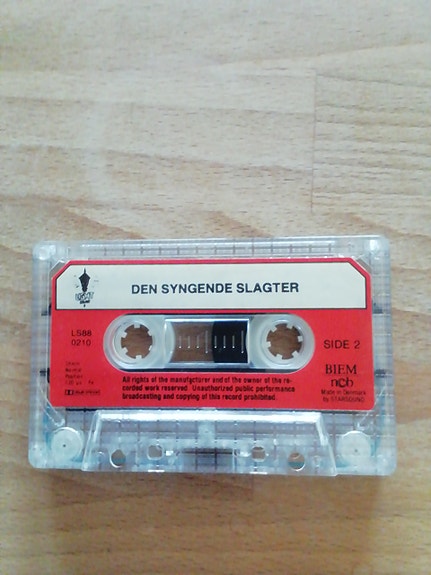 DEN SYNGENDE SLAGTER
LS88
0210
SIDE 2
All rights of the manufacturer and of the owner of the re-
corded work reserved. Unauthorized public performance
broadcasting and copying of this record prohibited.
BIEM
ncb
Made in Denmark
by STARSOUND